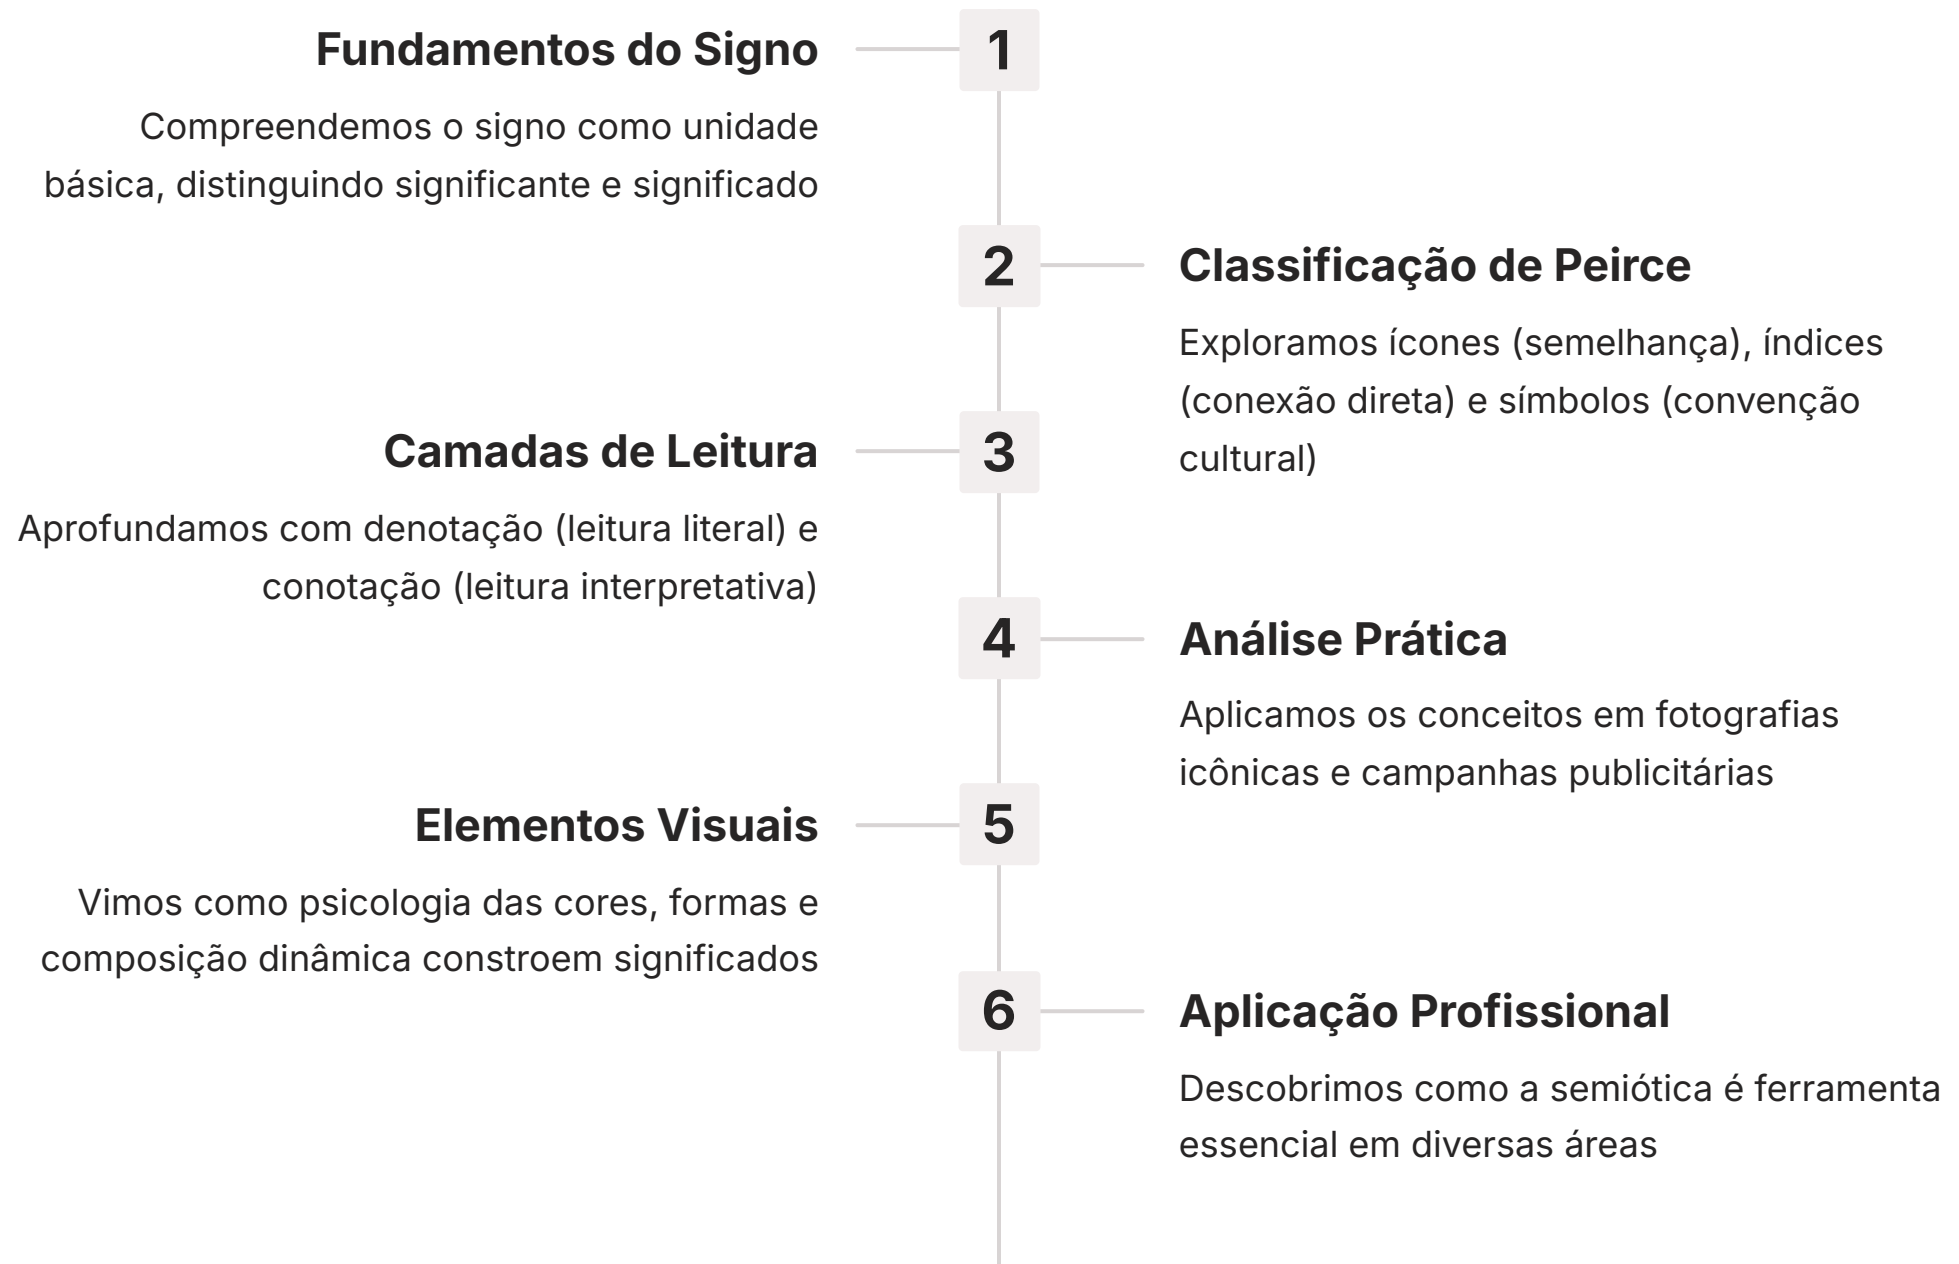 1
Fundamentos do Signo
Compreendemos o signo como unidade
básica, distinguindo significante e significado
2
Classificação de Peirce
Exploramos ícones (semelhança), índices
(conexão direta) e símbolos (convenção
cultural)
3
Camadas de Leitura
Aprofundamos com denotação (leitura literal) e
conotação (leitura interpretativa)
4
Análise Prática
Aplicamos os conceitos em fotografias
icônicas e campanhas publicitárias
5
Elementos Visuais
Vimos como psicologia das cores, formas e
composição dinâmica constroem significados
6
Aplicação Profissional
Descobrimos como a semiótica é ferramenta
essencial em diversas áreas